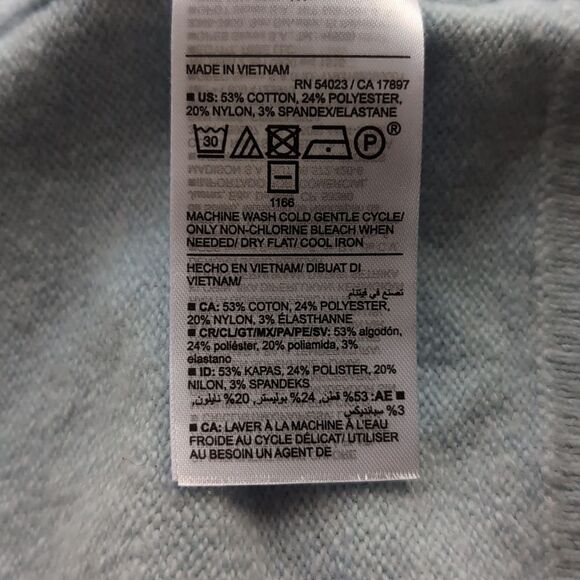 MADE IN VIETNAM
RN 54023 / CA 17897
■ US: 53% COTTON, 24% POLYESTER,
20% NYLON, 3% SPANDEX/ELASTANE
30 P ®
1166
MACHINE WASH COLD GENTLE CYCLE/
ONLY NON-CHLORINE BLEACH WHEN
NEEDED/ DRY FLAT/ COOL IRON
HECHO EN VIETNAM/ DIBUAT DI
VIETNAM/
تصنع في فيتنام
■ CA: 53% COTON, 24% POLYESTER,
20% NYLON, 3% ÉLASTHANNE
■ CR/CL/GT/MX/PA/PE/SV: 53% algodón,
24% poliéster, 20% poliamida, 3%
elastano
■ ID: 53% KAPAS, 24% POLISTER, 20%
NILON, 3% SPANDEKS
■ AE: 53% قطن, 24% بوليستر, 20% نايلون,
3% سبانديكس
■ CA: LAVER À LA MACHINE À L'EAU
FROIDE AU CYCLE DÉLICAT/ UTILISER
AU BESOIN UN AGENT DE